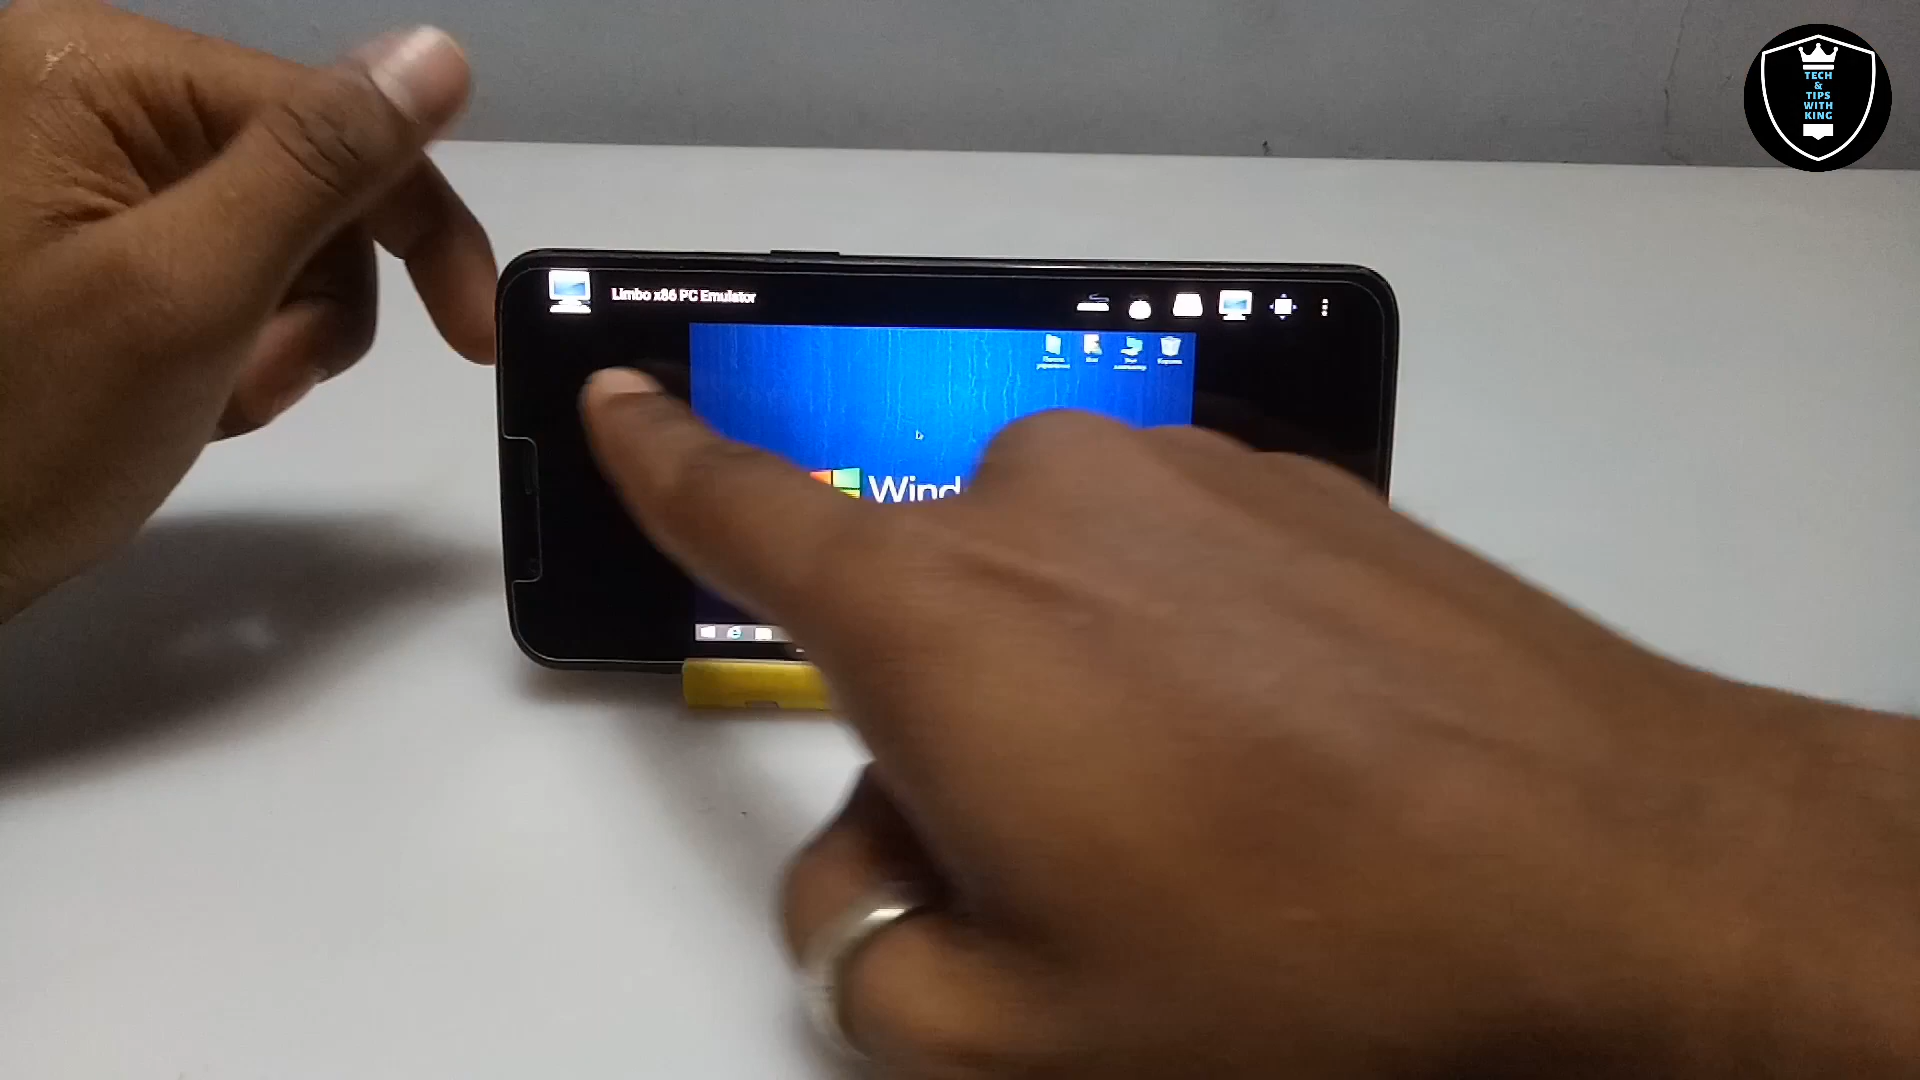 TECH
&
TIPS
WITH
KING
Limbo x86 PC Emulator
Wind